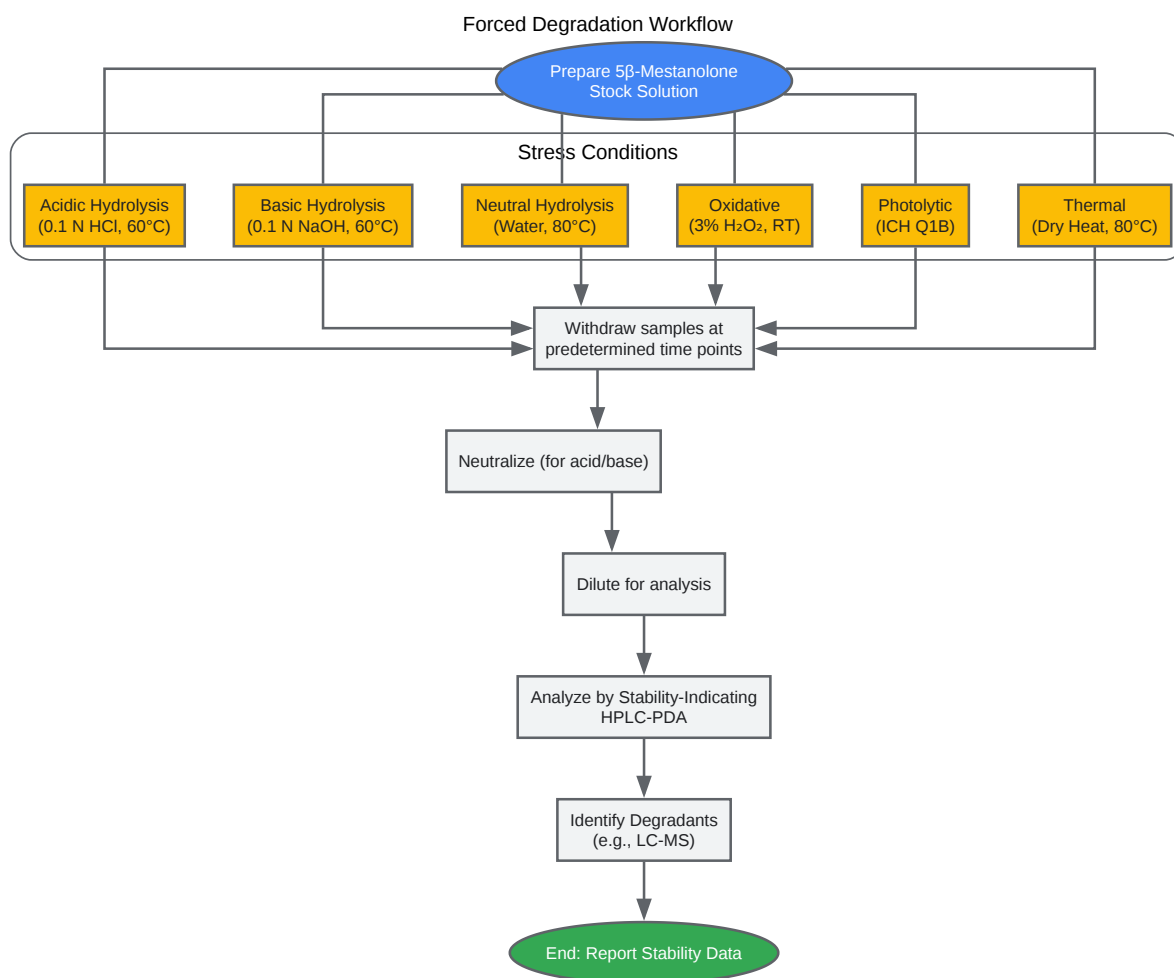 Forced Degradation Workflow
Prepare 5β-Mestanolone
Stock Solution
Stress Conditions
Acidic Hydrolysis
(0.1 N HCl, 60°C)
Basic Hydrolysis
(0.1 N NaOH, 60°C)
Neutral Hydrolysis
(Water, 80°C)
Oxidative
(3% H₂O₂, RT)
Photolytic
(ICH Q1B)
Thermal
(Dry Heat, 80°C)
Withdraw samples at
predetermined time points
Neutralize (for acid/base)
Dilute for analysis
Analyze by Stability-Indicating
HPLC-PDA
Identify Degradants
(e.g., LC-MS)
End: Report Stability Data